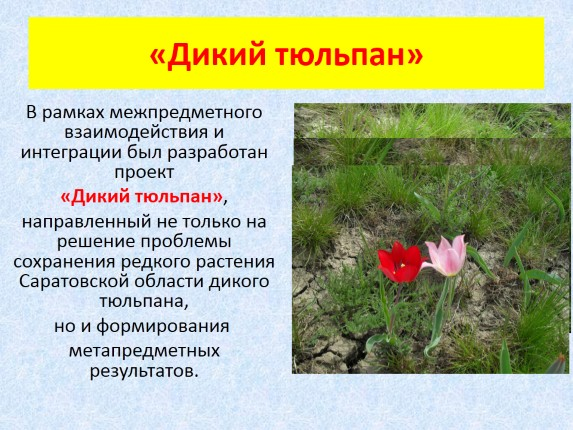 «Дикий тюльпан»
В рамках межпредметного
взаимодействия и
интеграции был разработан
проект
«Дикий тюльпан»,
направленный не только на
решение проблемы
сохранения редкого растения
Саратовской области дикого
тюльпана,
но и формирования
метапредметных
результатов.